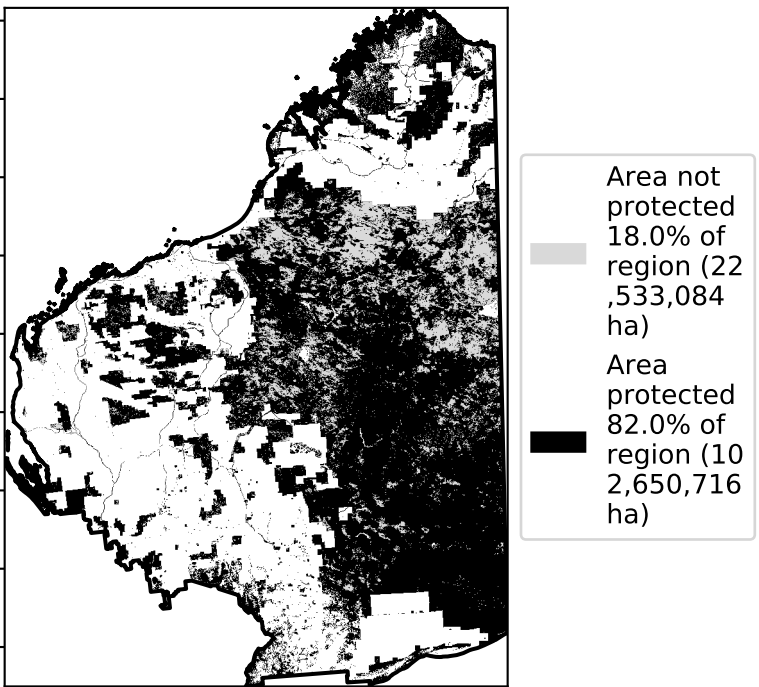 Area not
protected
18.0% of
region (22
,533,084
ha)
Area
protected
82.0% of
region (10
2,650,716
ha)